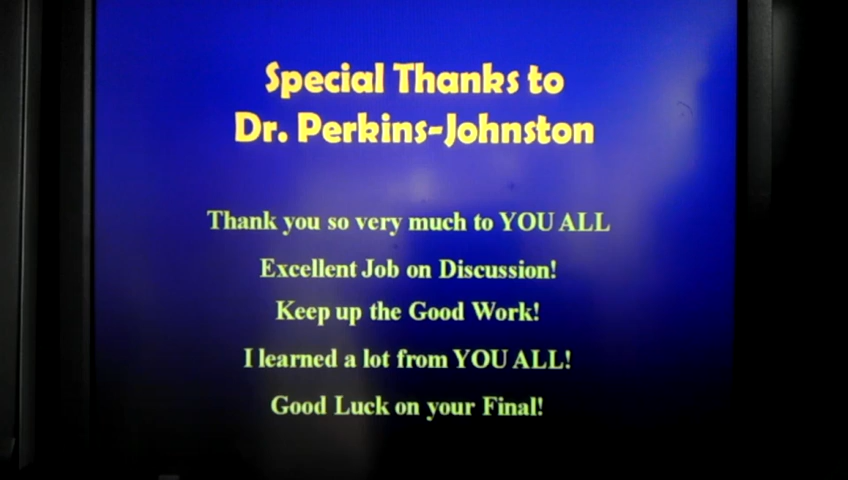 Special Thanks to
Dr. Perkins-Johnston
Thank you so very much to YOU ALL
Excellent Job on Discussion!
Keep up the Good Work!
I learned a lot from YOU ALL!
Good Luck on your Final!